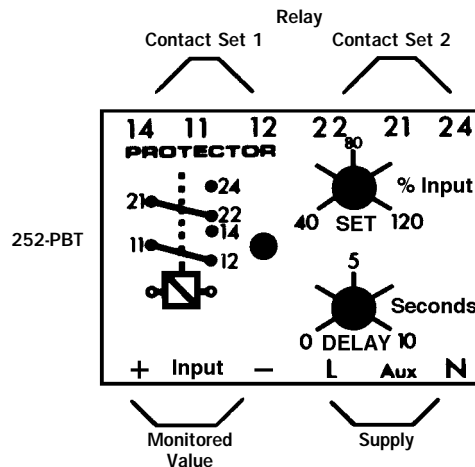 Relay
Contact Set 1 Contact Set 2
14 11 12 22 21 24
PROTECTOR
80
% Input
40 SET 120
24
21
22
14
11
12
252-PBT
5
Seconds
0 DELAY 10
+ Input − L Aux N
Monitored Value
Supply